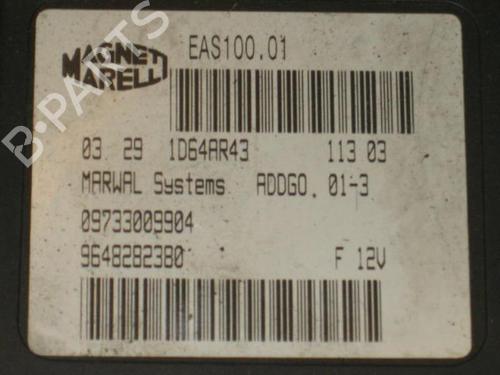 MAGNETI
MARELLI
EAS100.01
03 29 1D64AR43 113 03
MARWAL Systems ADDGO. 01-3
09733009904
9648282380 F 12V
B-PARTS